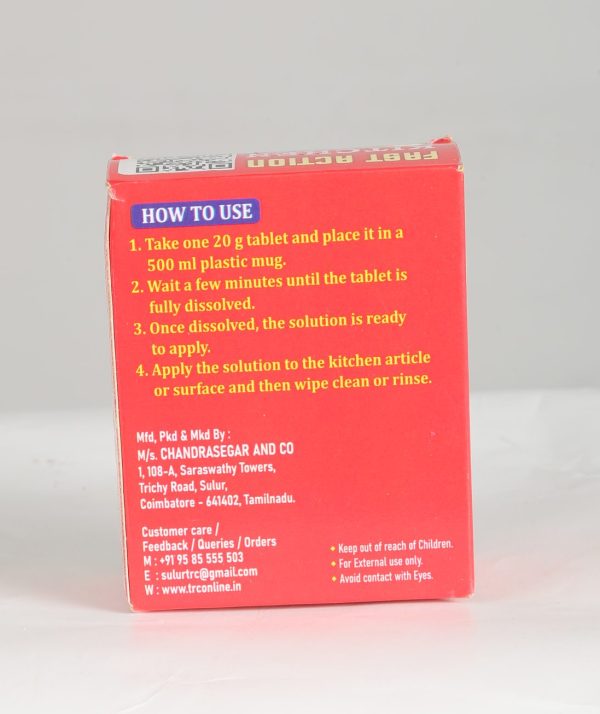 FAST ACTION
KITCHEN
HOW TO USE
1. Take one 20 g tablet and place it in a
500 ml plastic mug.
2. Wait a few minutes until the tablet is
fully dissolved.
3. Once dissolved, the solution is ready
to apply.
4. Apply the solution to the kitchen article
or surface and then wipe clean or rinse.
Mfd, Pkd & Mkd By :
M/s. CHANDRASEGAR AND CO
1, 108-A, Saraswathy Towers,
Trichy Road, Sulur,
Coimbatore - 641402, Tamilnadu.
Customer care /
Feedback / Queries / Orders
M : +91 95 85 555 503
E : sulurtrc@gmail.com
W : www.trconline.in
• Keep out of reach of Children.
• For External use only.
• Avoid contact with Eyes.